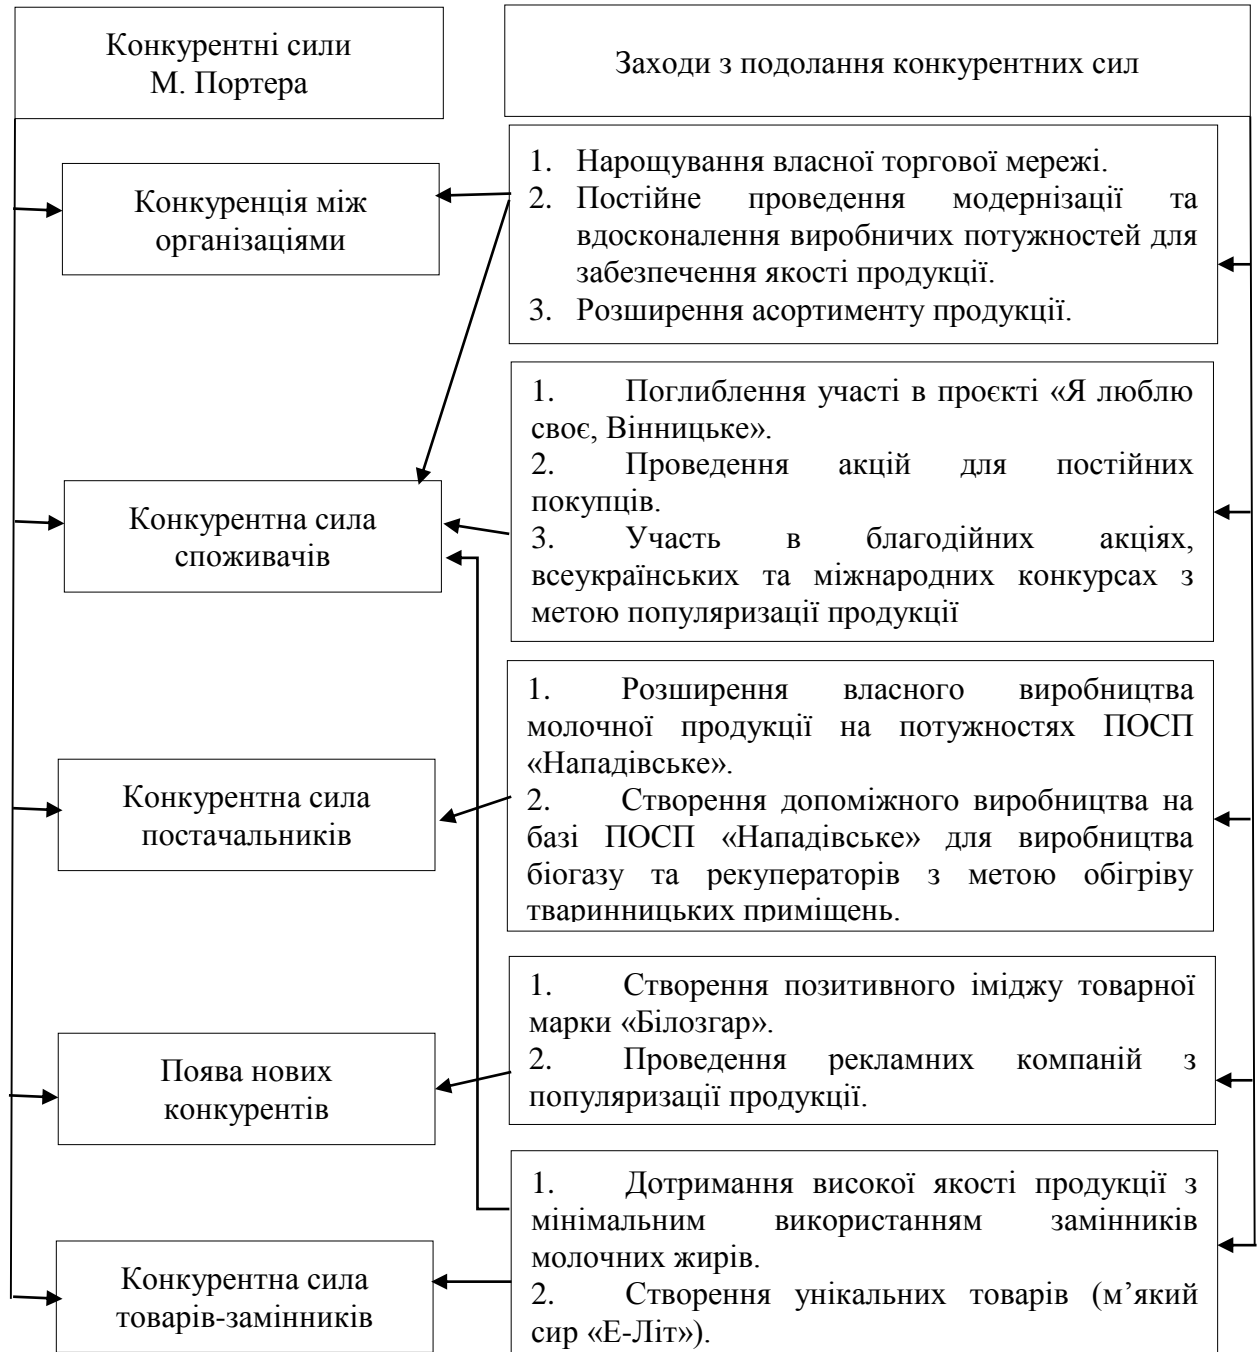 Конкурентні сили
М. Портера
Заходи з подолання конкурентних сил
Конкуренція між
організаціями
1. Нарощування власної торгової мережі.
2. Постійне проведення модернізації та
вдосконалення виробничих потужностей для
забезпечення якості продукції.
3. Розширення асортименту продукції.
Конкурентна сила
споживачів
1. Поглиблення участі в проєкті «Я люблю
своє, Вінницьке».
2. Проведення акцій для постійних
покупців.
3. Участь в благодійних акціях,
всеукраїнських та міжнародних конкурсах з
метою популяризації продукції
Конкурентна сила
постачальників
1. Розширення власного виробництва
молочної продукції на потужностях ПОСП
«Нападівське».
2. Створення допоміжного виробництва на
базі ПОСП «Нападівське» для виробництва
біогазу та рекуператорів з метою обігріву
тваринницьких приміщень.
Поява нових
конкурентів
1. Створення позитивного іміджу товарної
марки «Білозгар».
2. Проведення рекламних компаній з
популяризації продукції.
Конкурентна сила
товарів-замінників
1. Дотримання високої якості продукції з
мінімальним використанням замінників
молочних жирів.
2. Створення унікальних товарів (м’який
сир «Е-Літ»).